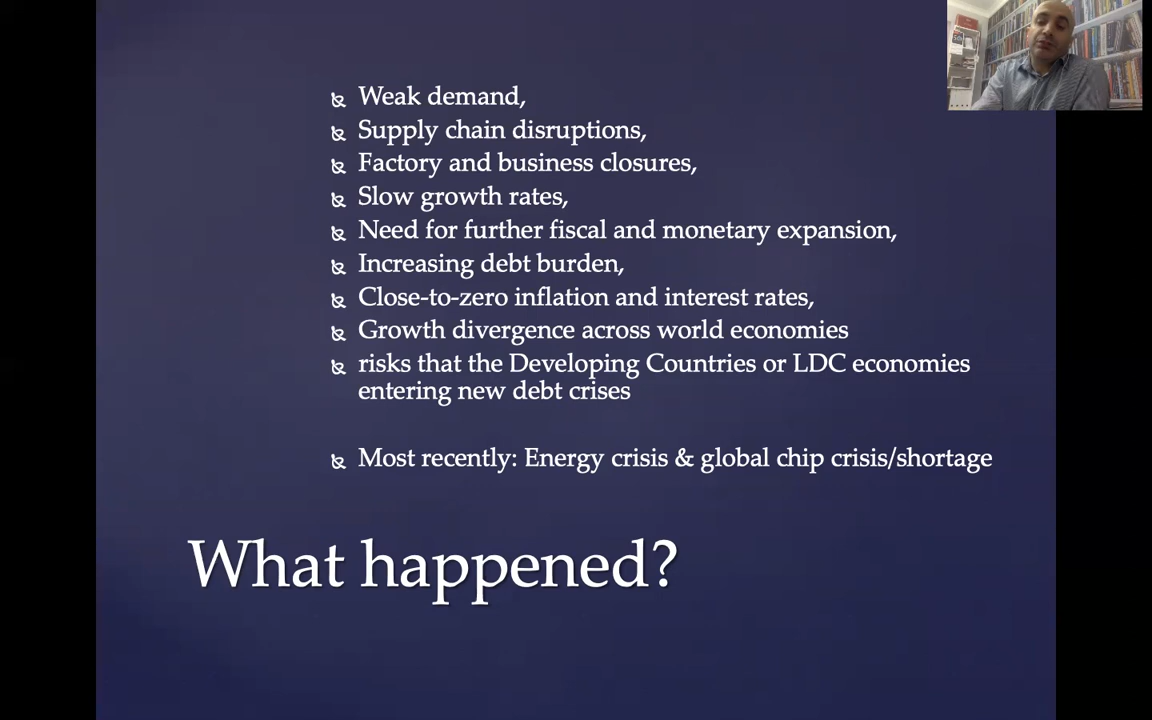 Weak demand,
Supply chain disruptions,
Factory and business closures,
Slow growth rates,
Need for further fiscal and monetary expansion,
Increasing debt burden,
Close-to-zero inflation and interest rates,
Growth divergence across world economies
risks that the Developing Countries or LDC economies
entering new debt crises
Most recently: Energy crisis & global chip crisis/shortage
What happened?